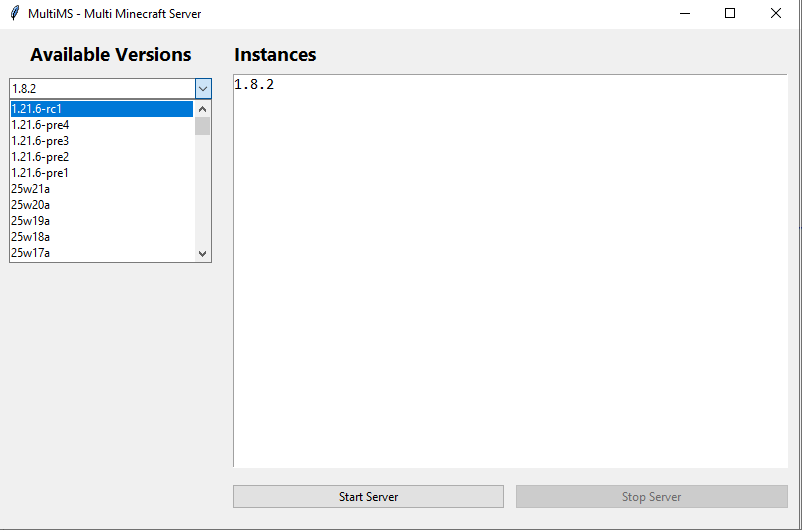 MultiMS - Multi Minecraft Server
Available Versions
1.8.2
1.21.6-rc1
1.21.6-pre4
1.21.6-pre3
1.21.6-pre2
1.21.6-pre1
25w21a
25w20a
25w19a
25w18a
25w17a
Instances
1.8.2
Start Server
Stop Server